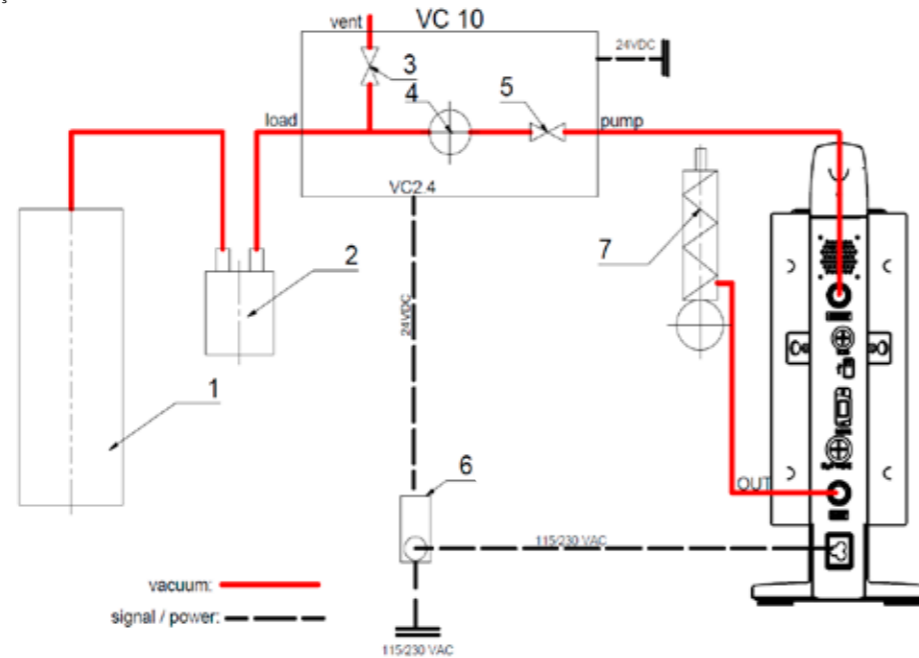 vent
VC 10
3
24VDC
4
5
load
pump
VC2.4
2
7
24VDC
1
6
OUT
115/230 VAC
vacuum:
signal / power:
115/230 VAC